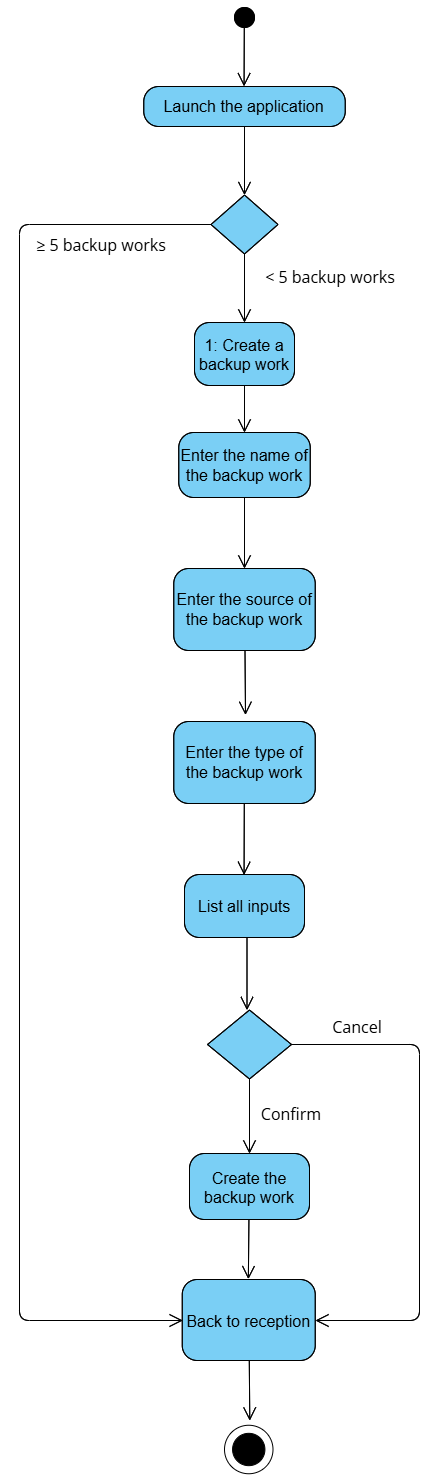 Launch the application
≥ 5 backup works
< 5 backup works
1: Create a
backup work
Enter the name of
the backup work
Enter the source of
the backup work
Enter the type of
the backup work
List all inputs
Cancel
Confirm
Create the
backup work
Back to reception